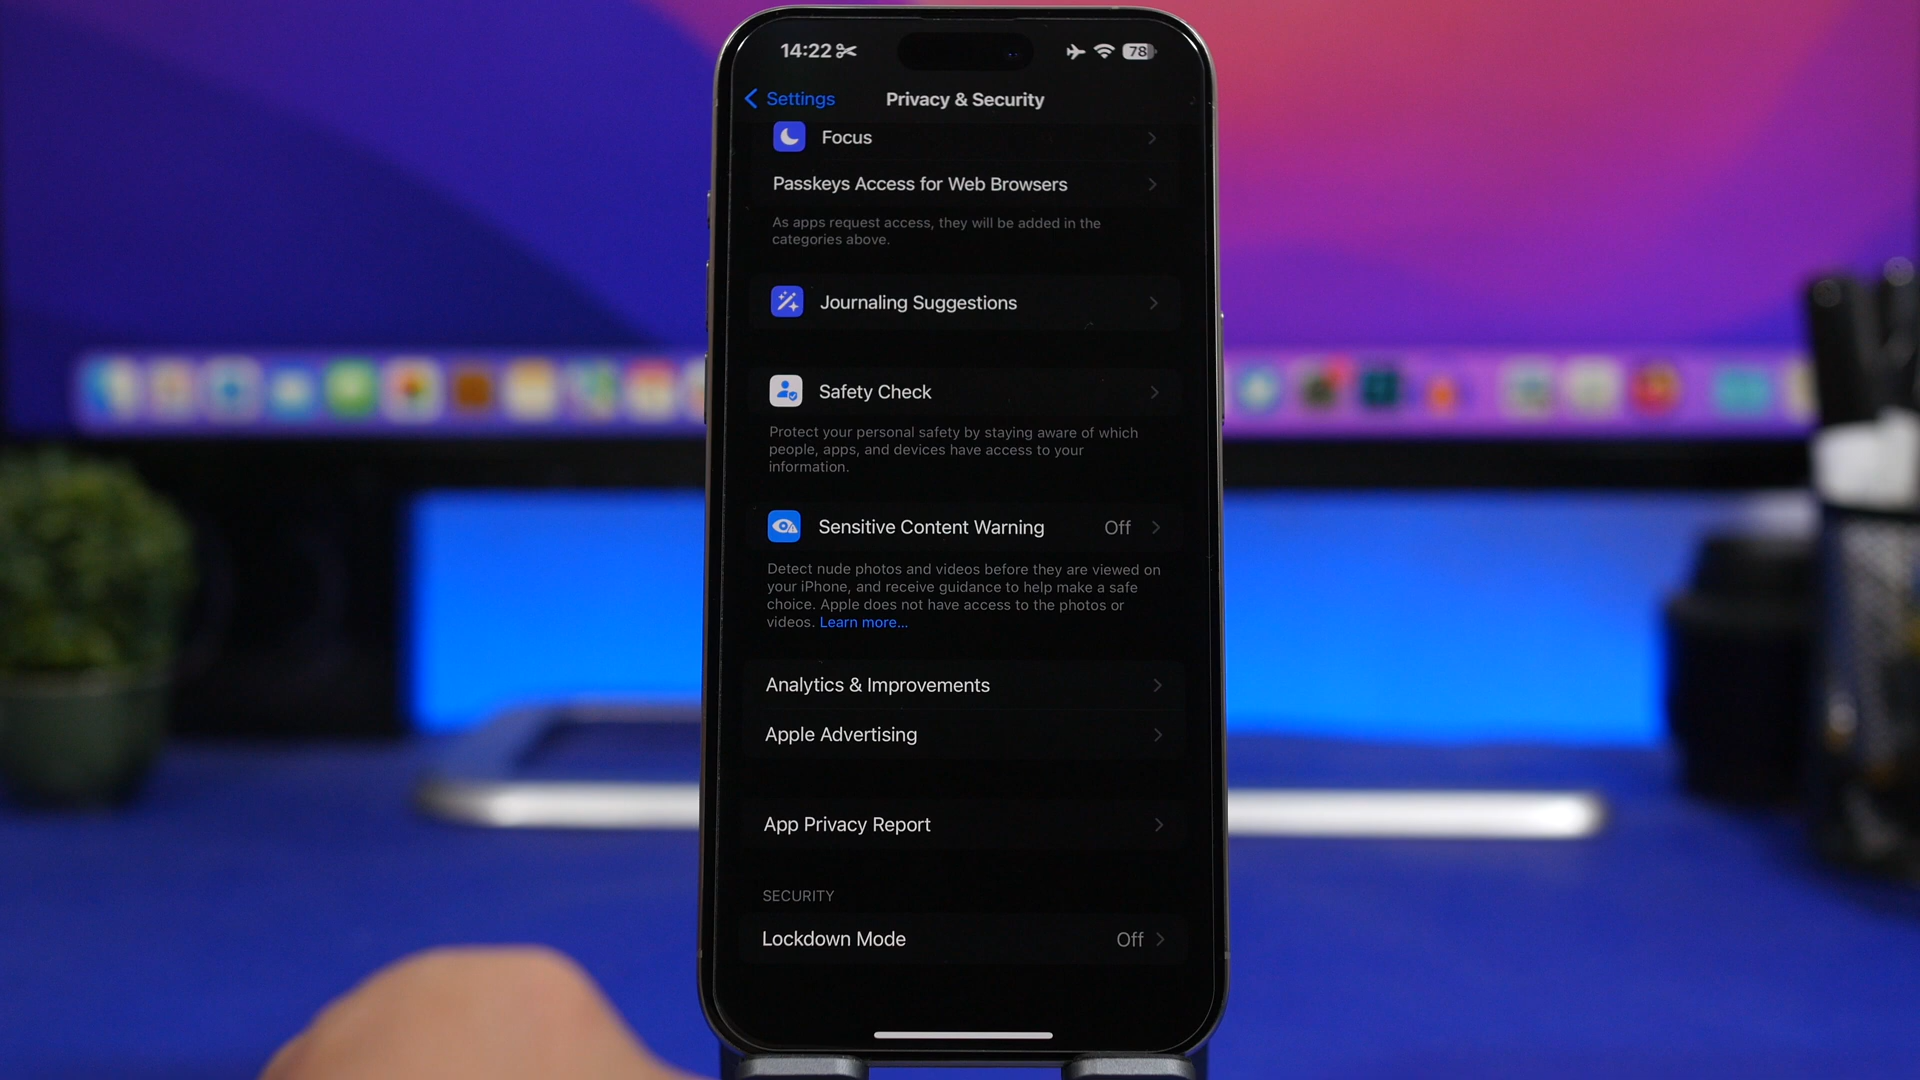 14:22
78
Settings
Privacy & Security
Focus
Passkeys Access for Web Browsers
As apps request access, they will be added in the
categories above.
Journaling Suggestions
Safety Check
Protect your personal safety by staying aware of which
people, apps, and devices have access to your
information.
Sensitive Content Warning Off
Detect nude photos and videos before they are viewed on
your iPhone, and receive guidance to help make a safe
choice. Apple does not have access to the photos or
videos. Learn more...
Analytics & Improvements
Apple Advertising
App Privacy Report
SECURITY
Lockdown Mode Off